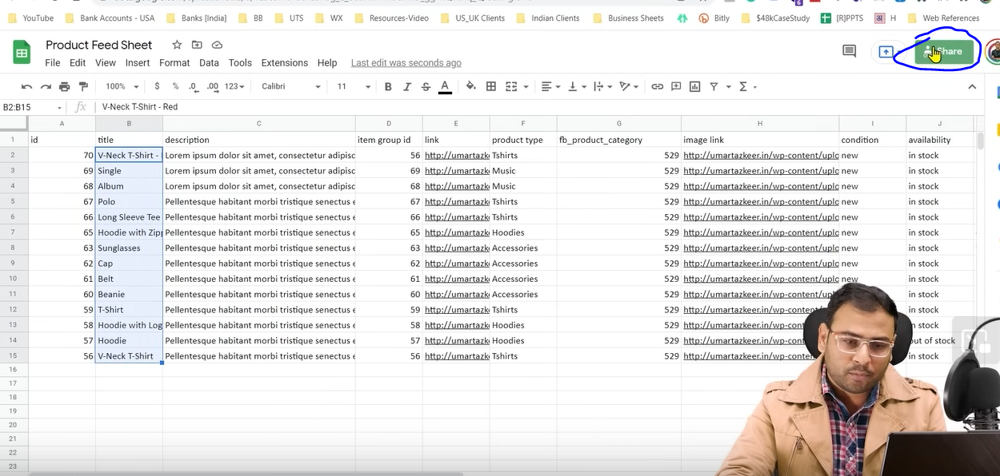 YouTube Bank Accounts - USA Banks [India] BB UTS WX Resources-Video US_UK Clients Indian Clients Business Sheets Bitly $48kCaseStudy [R]PPTS H Web References
Product Feed Sheet
Share
File Edit View Insert Format Data Tools Extensions Help Last edit was seconds ago
100% $ % .0 .00 123 Calibri 11 B I S A
B2:B15 fx V-Neck T-Shirt - Red
A B C D E F G H I J
1 id title description item group id link product type fb_product_category image link condition availability
2 70 V-Neck T-Shirt - Lorem ipsum dolor sit amet, consectetur adipisc 56 http://umartazke Tshirts 529 http://umartazkeer.in/wp-content/uplo new in stock
3 69 Single Lorem ipsum dolor sit amet, consectetur adipisc 69 http://umartazke Music 529 http://umartazkeer.in/wp-content/uplo new in stock
4 68 Album Lorem ipsum dolor sit amet, consectetur adipisc 68 http://umartazke Music 529 http://umartazkeer.in/wp-content/uplo new in stock
5 67 Polo Pellentesque habitant morbi tristique senectus e 67 http://umartazke Tshirts 529 http://umartazkeer.in/wp-content/uplo new in stock
6 66 Long Sleeve Tee Pellentesque habitant morbi tristique senectus e 66 http://umartazke Tshirts 529 http://umartazkeer.in/wp-content/uplo new in stock
7 65 Hoodie with Zipp Pellentesque habitant morbi tristique senectus e 65 http://umartazke Hoodies 529 http://umartazkeer.in/wp-content/uplo new in stock
8 63 Sunglasses Pellentesque habitant morbi tristique senectus e 63 http://umartazke Accessories 529 http://umartazkeer.in/wp-content/uplo new in stock
9 62 Cap Pellentesque habitant morbi tristique senectus e 62 http://umartazke Accessories 529 http://umartazkeer.in/wp-content/uplo new in stock
10 61 Belt Pellentesque habitant morbi tristique senectus e 61 http://umartazke Accessories 529 http://umartazkeer.in/wp-content/uplo new in stock
11 60 Beanie Pellentesque habitant morbi tristique senectus e 60 http://umartazke Accessories 529 http://umartazkeer.in/wp-content/uplo in stock
12 59 T-Shirt Pellentesque habitant morbi tristique senectus e 59 http://umartazke Tshirts 529 http://umartazkeer.in/wp-content/ in stock
13 58 Hoodie with Log Pellentesque habitant morbi tristique senectus e 58 http://umartazke Hoodies 529 http://umartazkeer.in/wp-cont in stock
14 57 Hoodie Pellentesque habitant morbi tristique senectus e 57 http://umartazke Hoodies 529 http://umartazkeer.in/wp-cont out of stock
15 56 V-Neck T-Shirt Pellentesque habitant morbi tristique senectus e 56 http://umartazke Tshirts 529 http://umartazkeer.in/wp-conten in stock
16
17
18
19
20
21
22
23